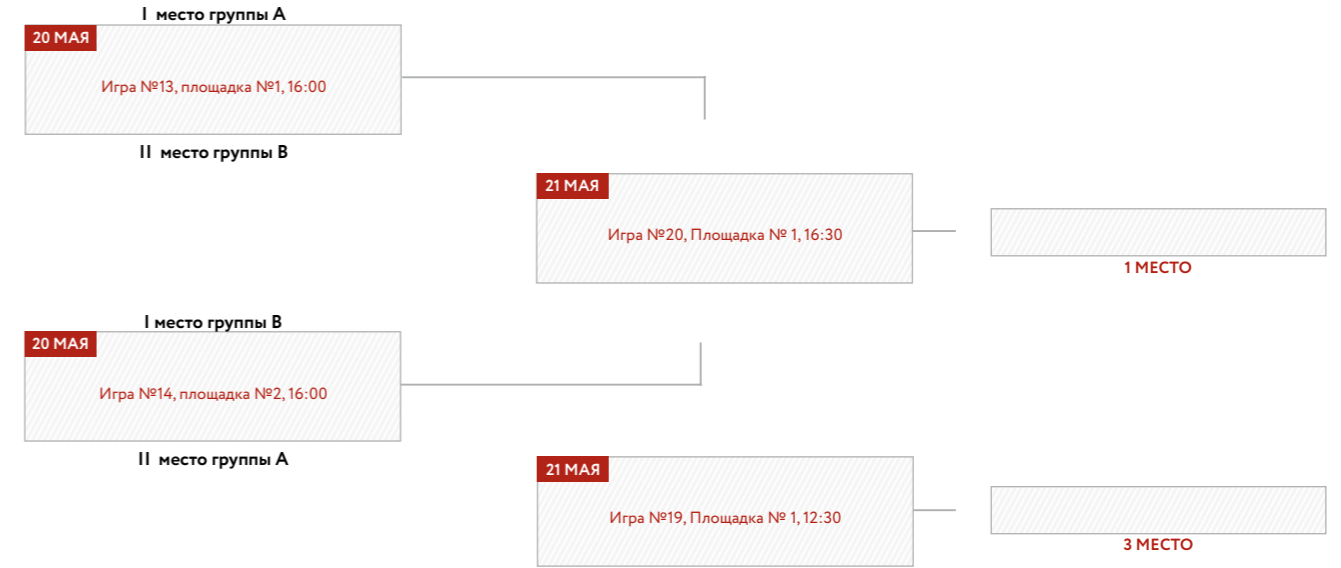 I место группы А
20 МАЯ
Игра №13, площадка №1, 16:00
II место группы В
21 МАЯ
Игра №20, Площадка № 1, 16:30
1 МЕСТО
I место группы В
20 МАЯ
Игра №14, площадка №2, 16:00
II место группы А
21 МАЯ
Игра №19, Площадка № 1, 12:30
3 МЕСТО